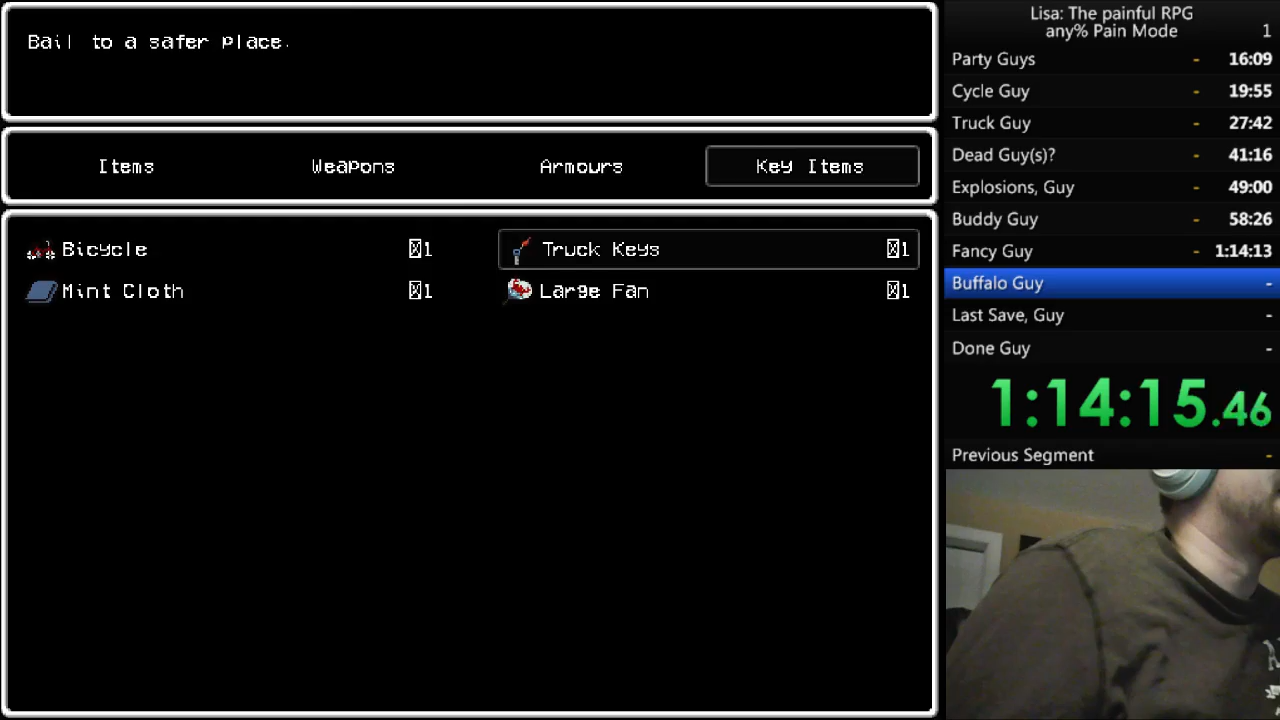 Bail to a safer place.
Items Weapons Armours Key Items
Bicycle 1 Truck Keys 1
Mint Cloth 1 Large Fan 1
Lisa: The painful RPG
any% Pain Mode 1
Party Guys - 16:09
Cycle Guy - 19:55
Truck Guy - 27:42
Dead Guy(s)? - 41:16
Explosions, Guy - 49:00
Buddy Guy - 58:26
Fancy Guy - 1:14:13
Buffalo Guy -
Last Save, Guy -
Done Guy -
1:14:15.46
Previous Segment -